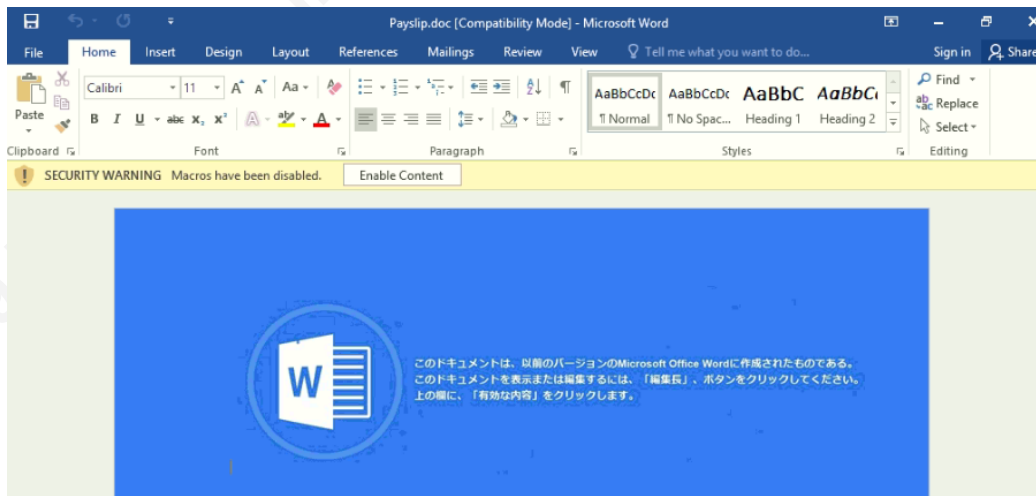 Payslip.doc [Compatibility Mode] - Microsoft Word
File Home Insert Design Layout References Mailings Review View Tell me what you want to do... Sign in Share
Paste
Calibri 11 A A Aa
B I U abc x₂ x² A ab A
AaBbCcDc AaBbCcDc AaBbC AaBbCc
¶ Normal ¶ No Spac... Heading 1 Heading 2
Find
Replace
Select
Clipboard Font Paragraph Styles Editing
SECURITY WARNING Macros have been disabled. Enable Content
W
このドキュメントは、以前のバージョンのMicrosoft Office Wordに作成されたものである。
このドキュメントを表示または編集するには、「編集長」、ボタンをクリックしてください。
上の欄に、「有効な内容」をクリックします。